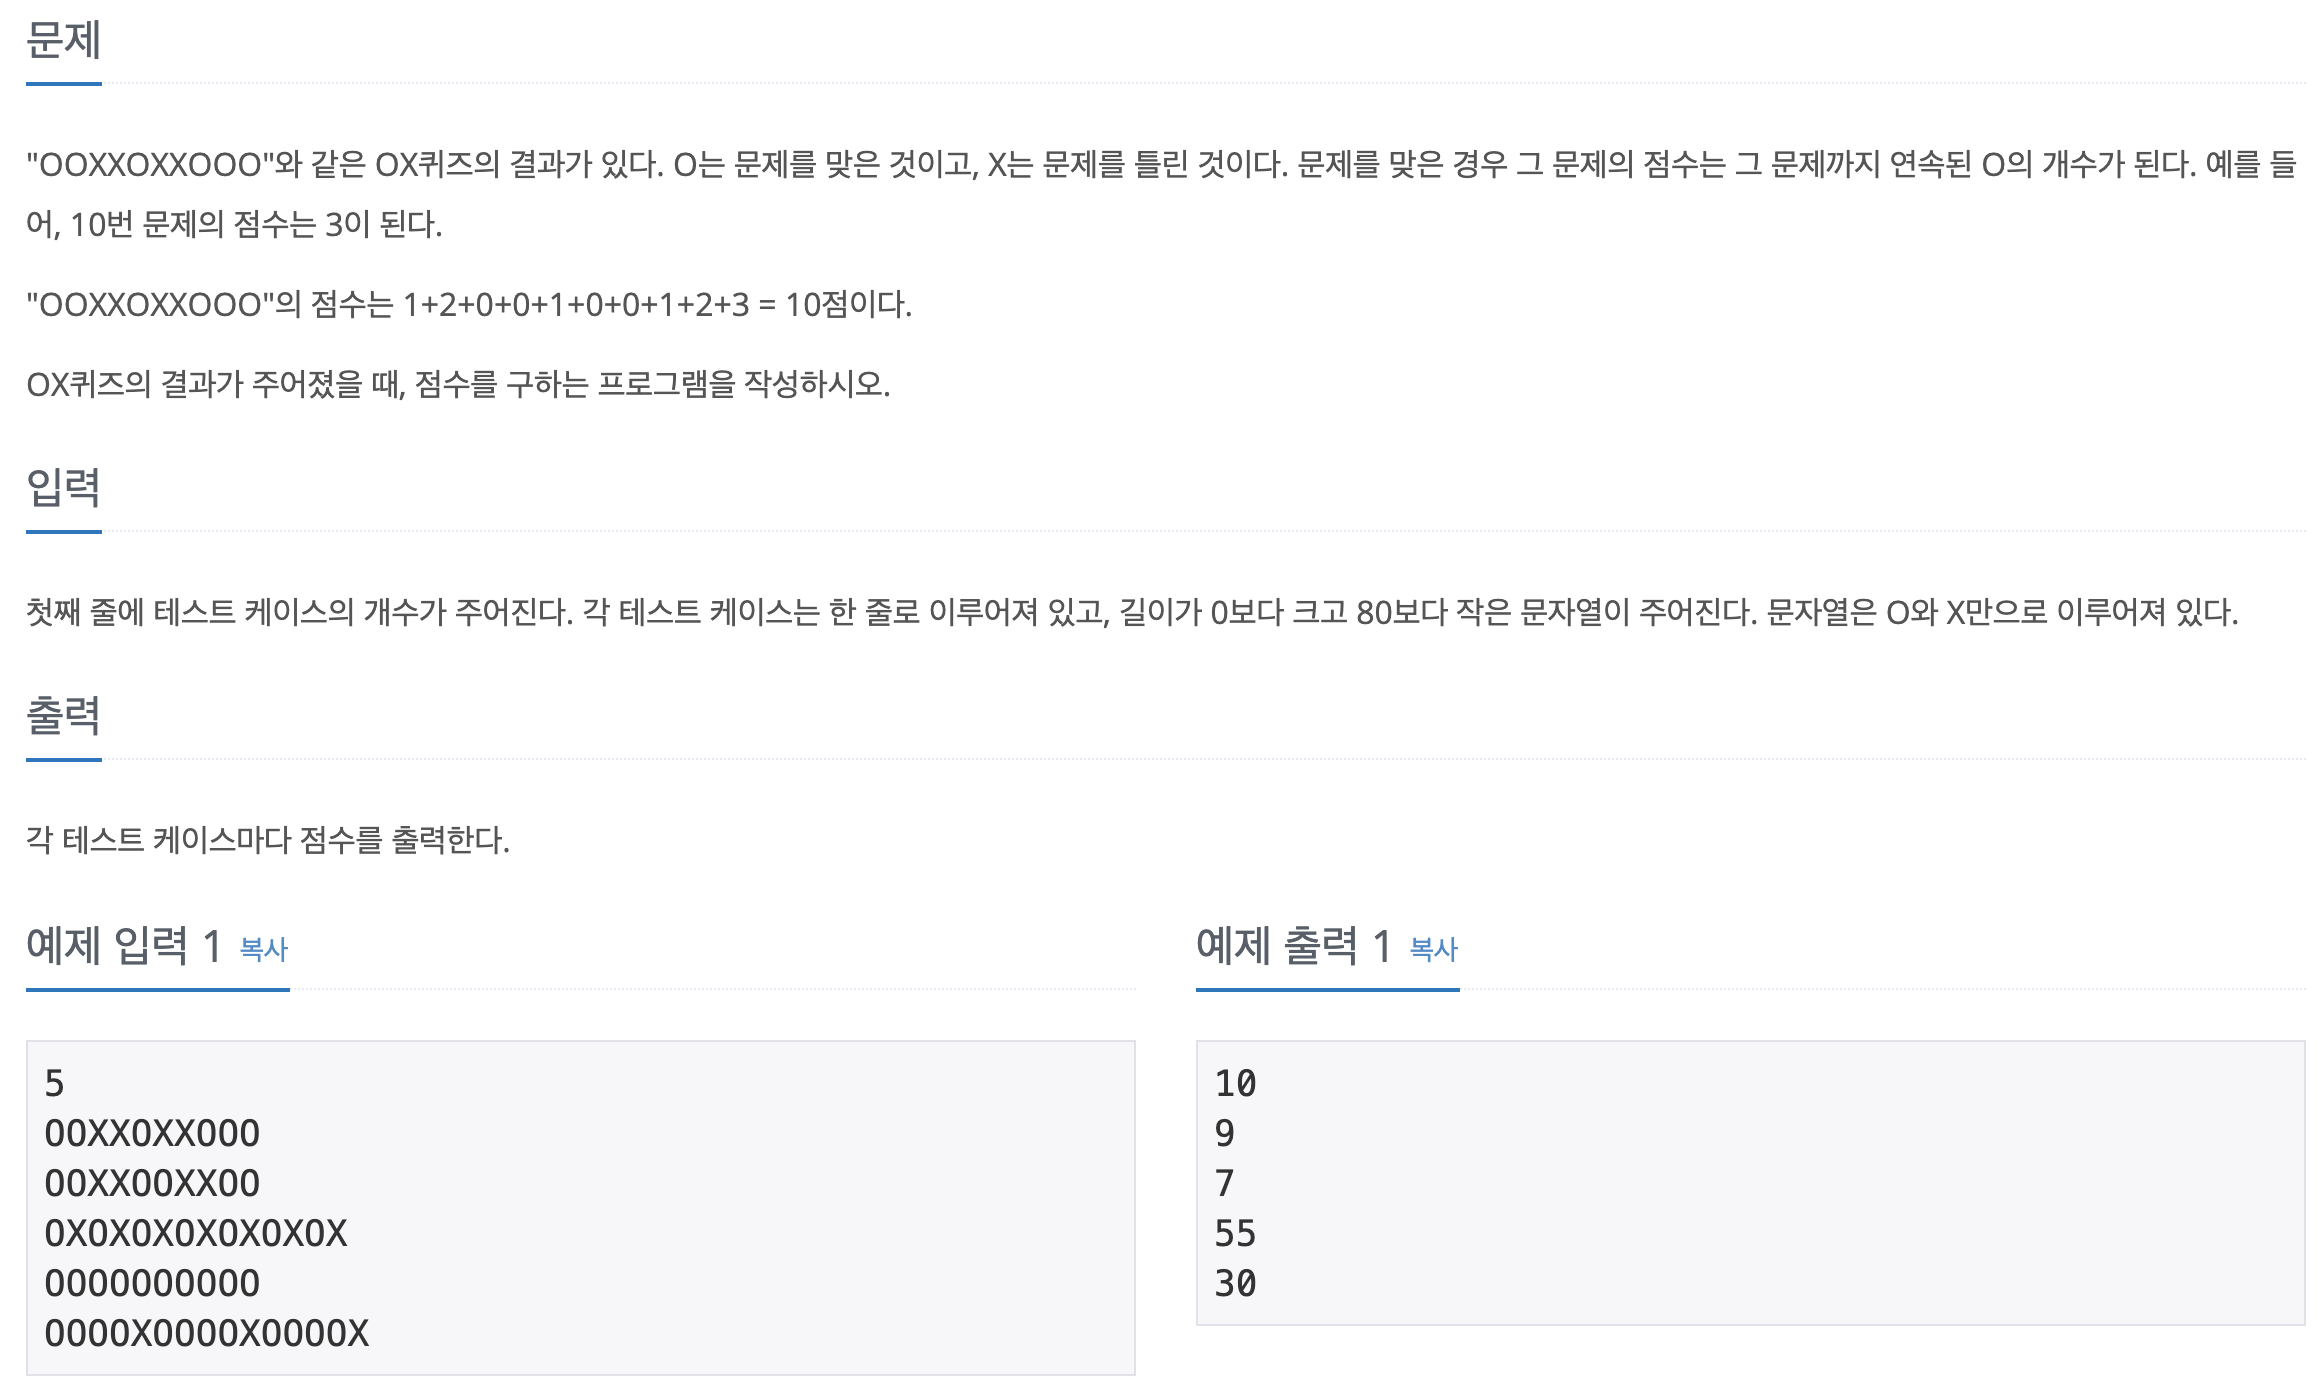 문제
"OOXXOXXOOO"와 같은 OX퀴즈의 결과가 있다. O는 문제를 맞은 것이고, X는 문제를 틀린 것이다. 문제를 맞은 경우 그 문제의 점수는 그 문제까지 연속된 O의 개수가 된다. 예를 들
어, 10번 문제의 점수는 3이 된다.
"OOXXOXXOOO"의 점수는 1+2+0+0+1+0+0+1+2+3 = 10점이다.
OX퀴즈의 결과가 주어졌을 때, 점수를 구하는 프로그램을 작성하시오.
입력
첫째 줄에 테스트 케이스의 개수가 주어진다. 각 테스트 케이스는 한 줄로 이루어져 있고, 길이가 0보다 크고 80보다 작은 문자열이 주어진다. 문자열은 O와 X만으로 이루어져 있다.
출력
각 테스트 케이스마다 점수를 출력한다.
예제 입력 1 복사
5
OOXXOXXOOO
OOXXOOXXOO
OXOXOXOXOXOXOX
OOOOOOOOOO
OOOOXOOOOXOOOOX
예제 출력 1 복사
10
9
7
55
30